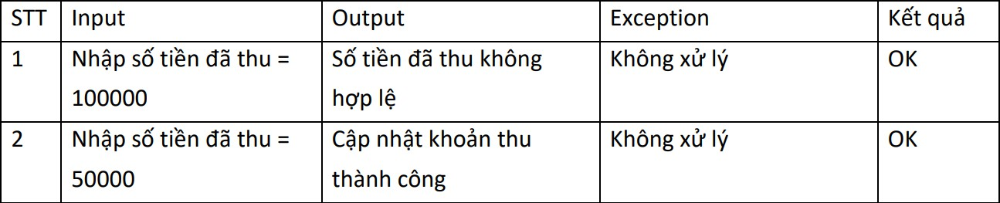 STT Input Output Exception Kết quả
1 Nhập số tiền đã thu = Số tiền đã thu không Không xử lý OK
100000 hợp lệ
2 Nhập số tiền đã thu = Cập nhật khoản thu Không xử lý OK
50000 thành công